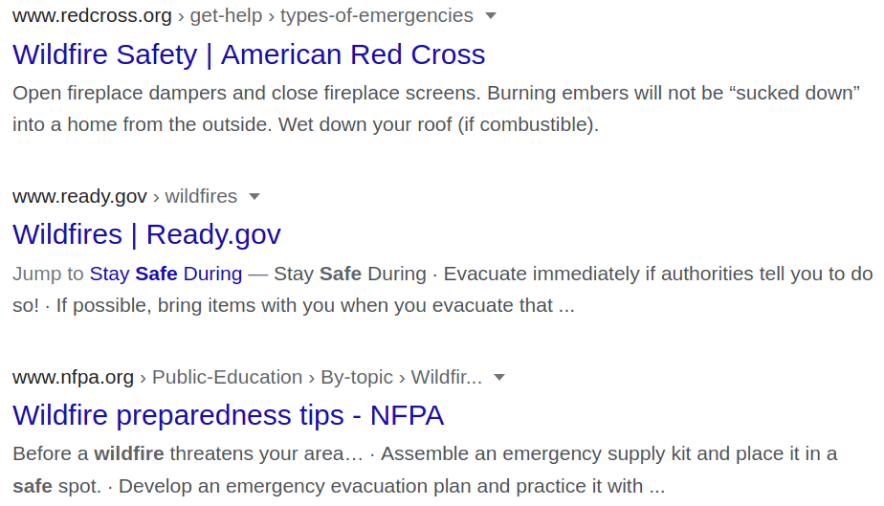 www.redcross.org › get-help › types-of-emergencies
Wildfire Safety | American Red Cross
Open fireplace dampers and close fireplace screens. Burning embers will not be “sucked down”
into a home from the outside. Wet down your roof (if combustible).
www.ready.gov › wildfires
Wildfires | Ready.gov
Jump to Stay Safe During — Stay Safe During · Evacuate immediately if authorities tell you to do
so! · If possible, bring items with you when you evacuate that ...
www.nfpa.org › Public-Education › By-topic › Wildfir...
Wildfire preparedness tips - NFPA
Before a wildfire threatens your area… · Assemble an emergency supply kit and place it in a
safe spot. · Develop an emergency evacuation plan and practice it with ...